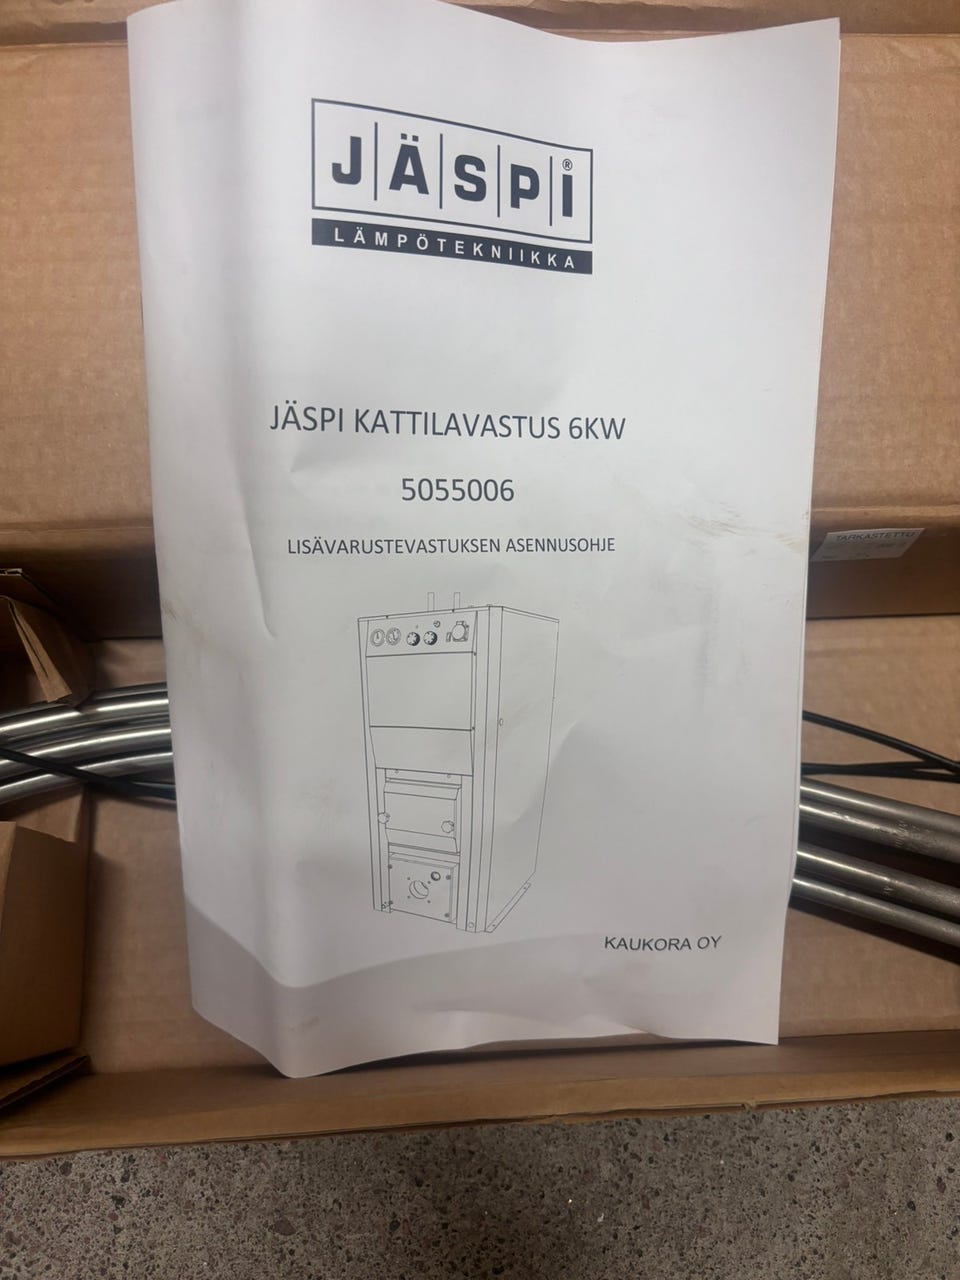 JÄSPI®
LÄMPÖTEKNIIKKA
JÄSPI KATTILAVASTUS 6KW
5055006
LISÄVARUSTEVASTUKSEN ASENNUSOHJE
KAUKORA OY
TARKASTETTU